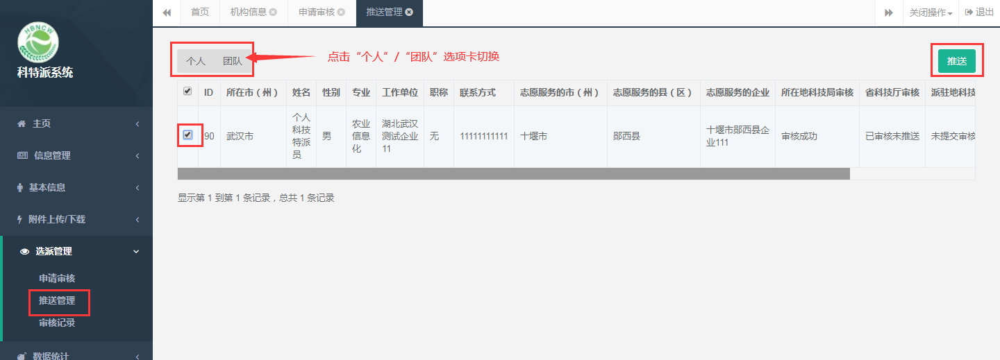 HBNCW
科特派系统
主页
信息管理
基本信息
附件上传/下载
选派管理
申请审核
推送管理
审核记录
数据统计
首页 机构信息 申请审核 推送管理 关闭操作 退出
个人 团队
点击“个人”/“团队”选项卡切换
推送
ID 所在市（州） 姓名 性别 专业 工作单位 职称 联系方式 志愿服务的市（州） 志愿服务的县（区） 志愿服务的企业 所在地科技局审核 省科技厅审核 派驻地科技
90 武汉市 个人科技特派员 男 农业信息化 湖北武汉测试企业11 无 11111111111 十堰市 郧西县 十堰市郧西县企业111 审核成功 已审核未推送 未提交审核
显示第 1 到第 1 条记录，总共 1 条记录